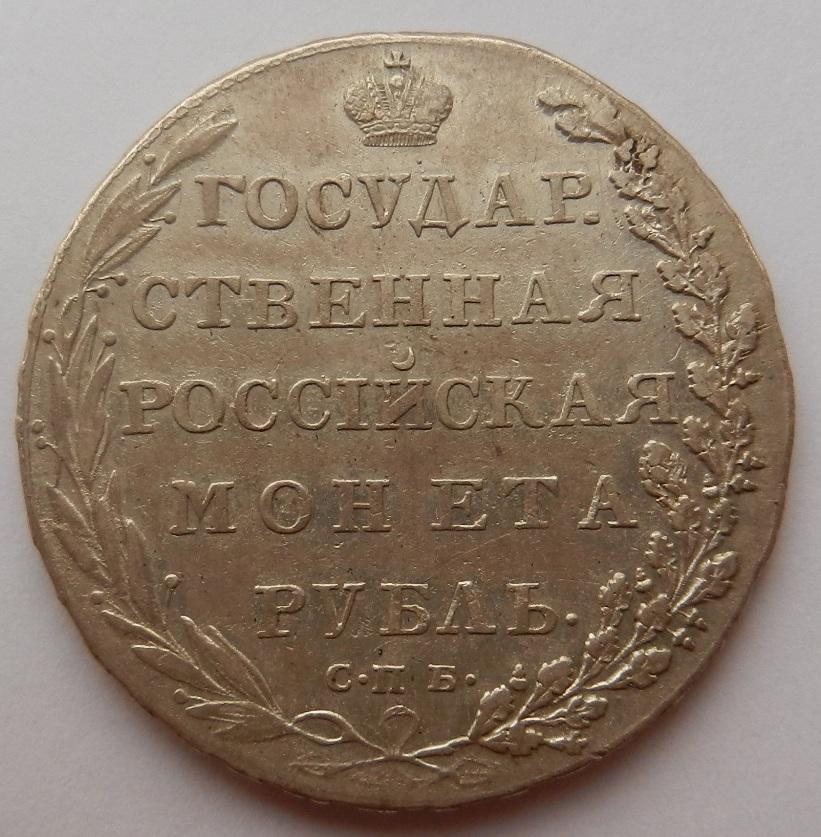 ГОСУДАР.
СТВЕННАЯ
РОССІЙСКАЯ
МОНЕТА
РУБЛЬ.
С·П Б·